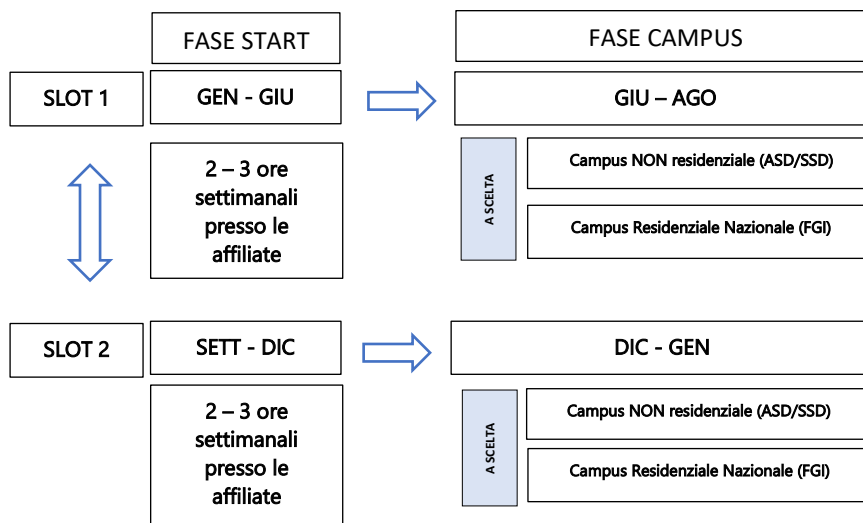 FASE START
FASE CAMPUS
SLOT 1
GEN - GIU
GIU – AGO
2 – 3 ore
settimanali
presso le
affiliate
A SCELTA
Campus NON residenziale (ASD/SSD)
Campus Residenziale Nazionale (FGI)
SLOT 2
SETT - DIC
DIC - GEN
2 – 3 ore
settimanali
presso le
affiliate
A SCELTA
Campus NON residenziale (ASD/SSD)
Campus Residenziale Nazionale (FGI)